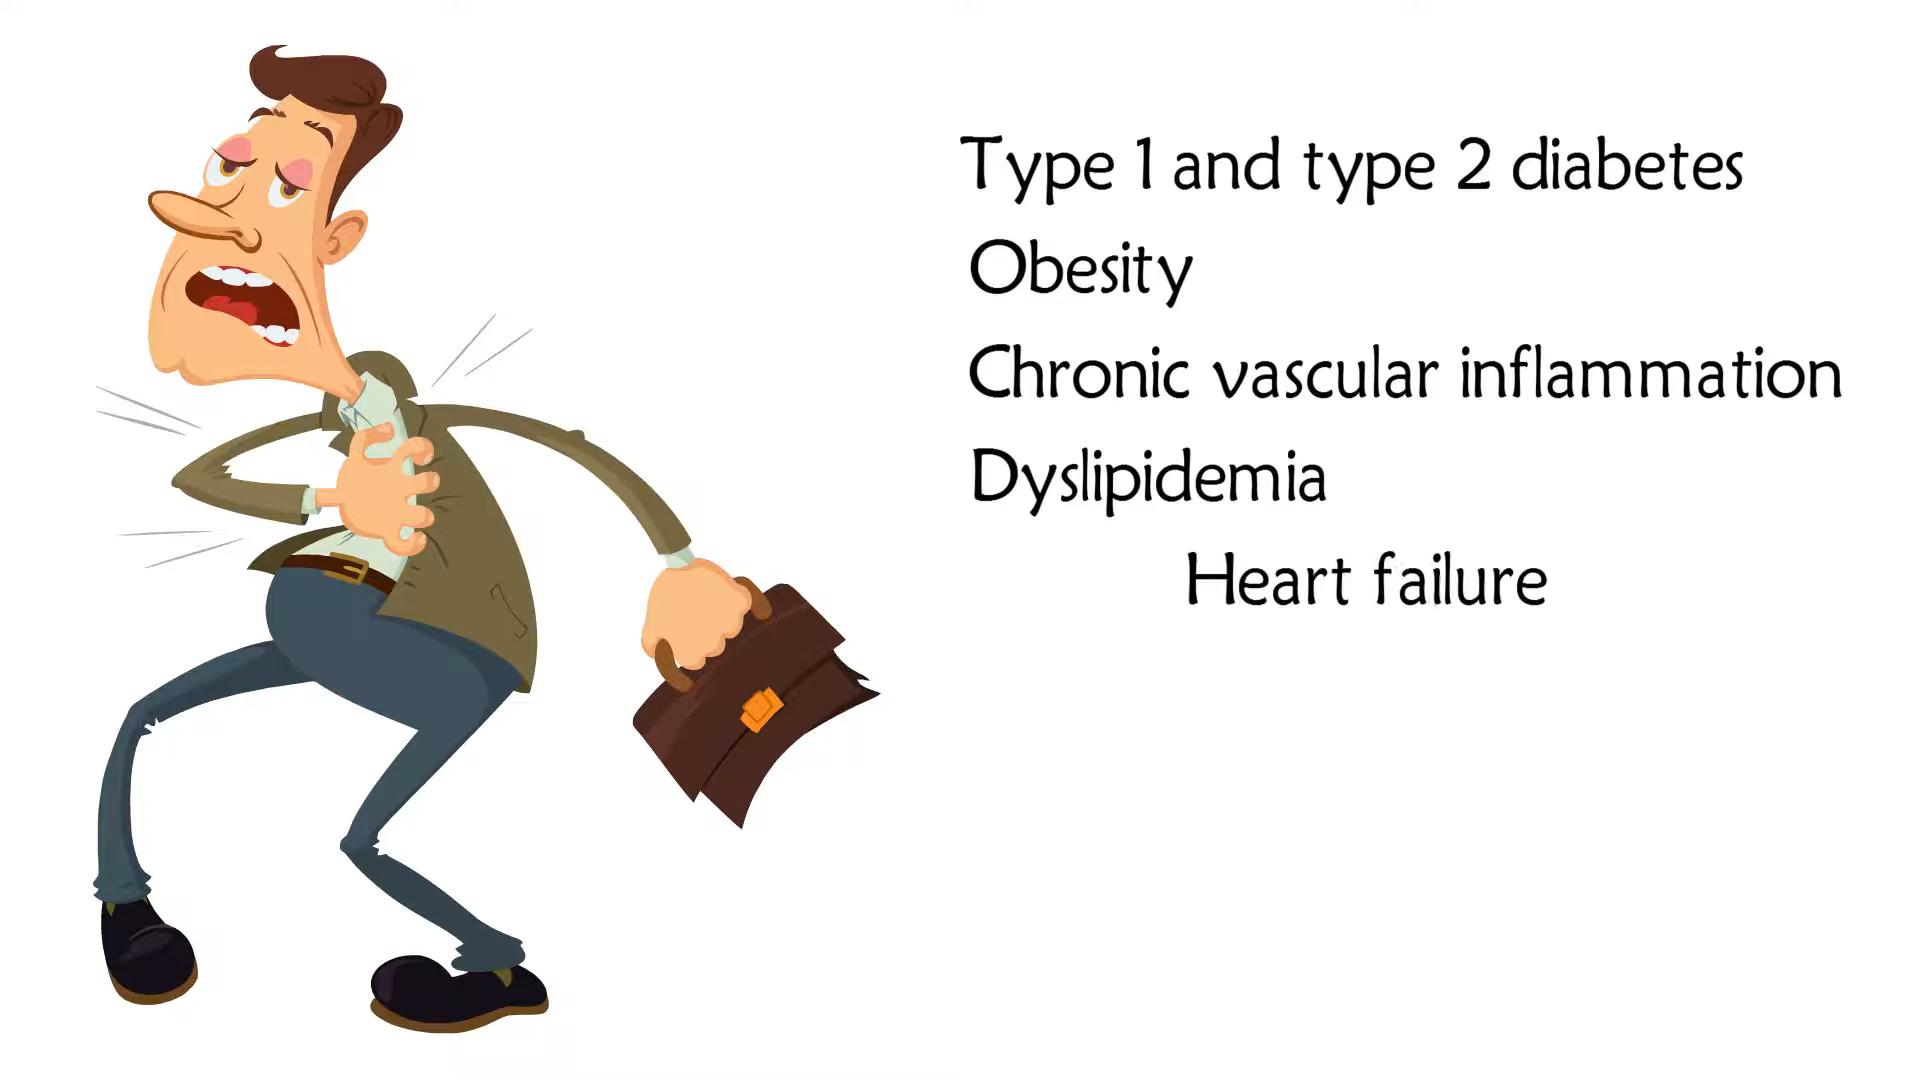 Type 1 and type 2 diabetes
Obesity
Chronic vascular inflammation
Dyslipidemia
Heart failure